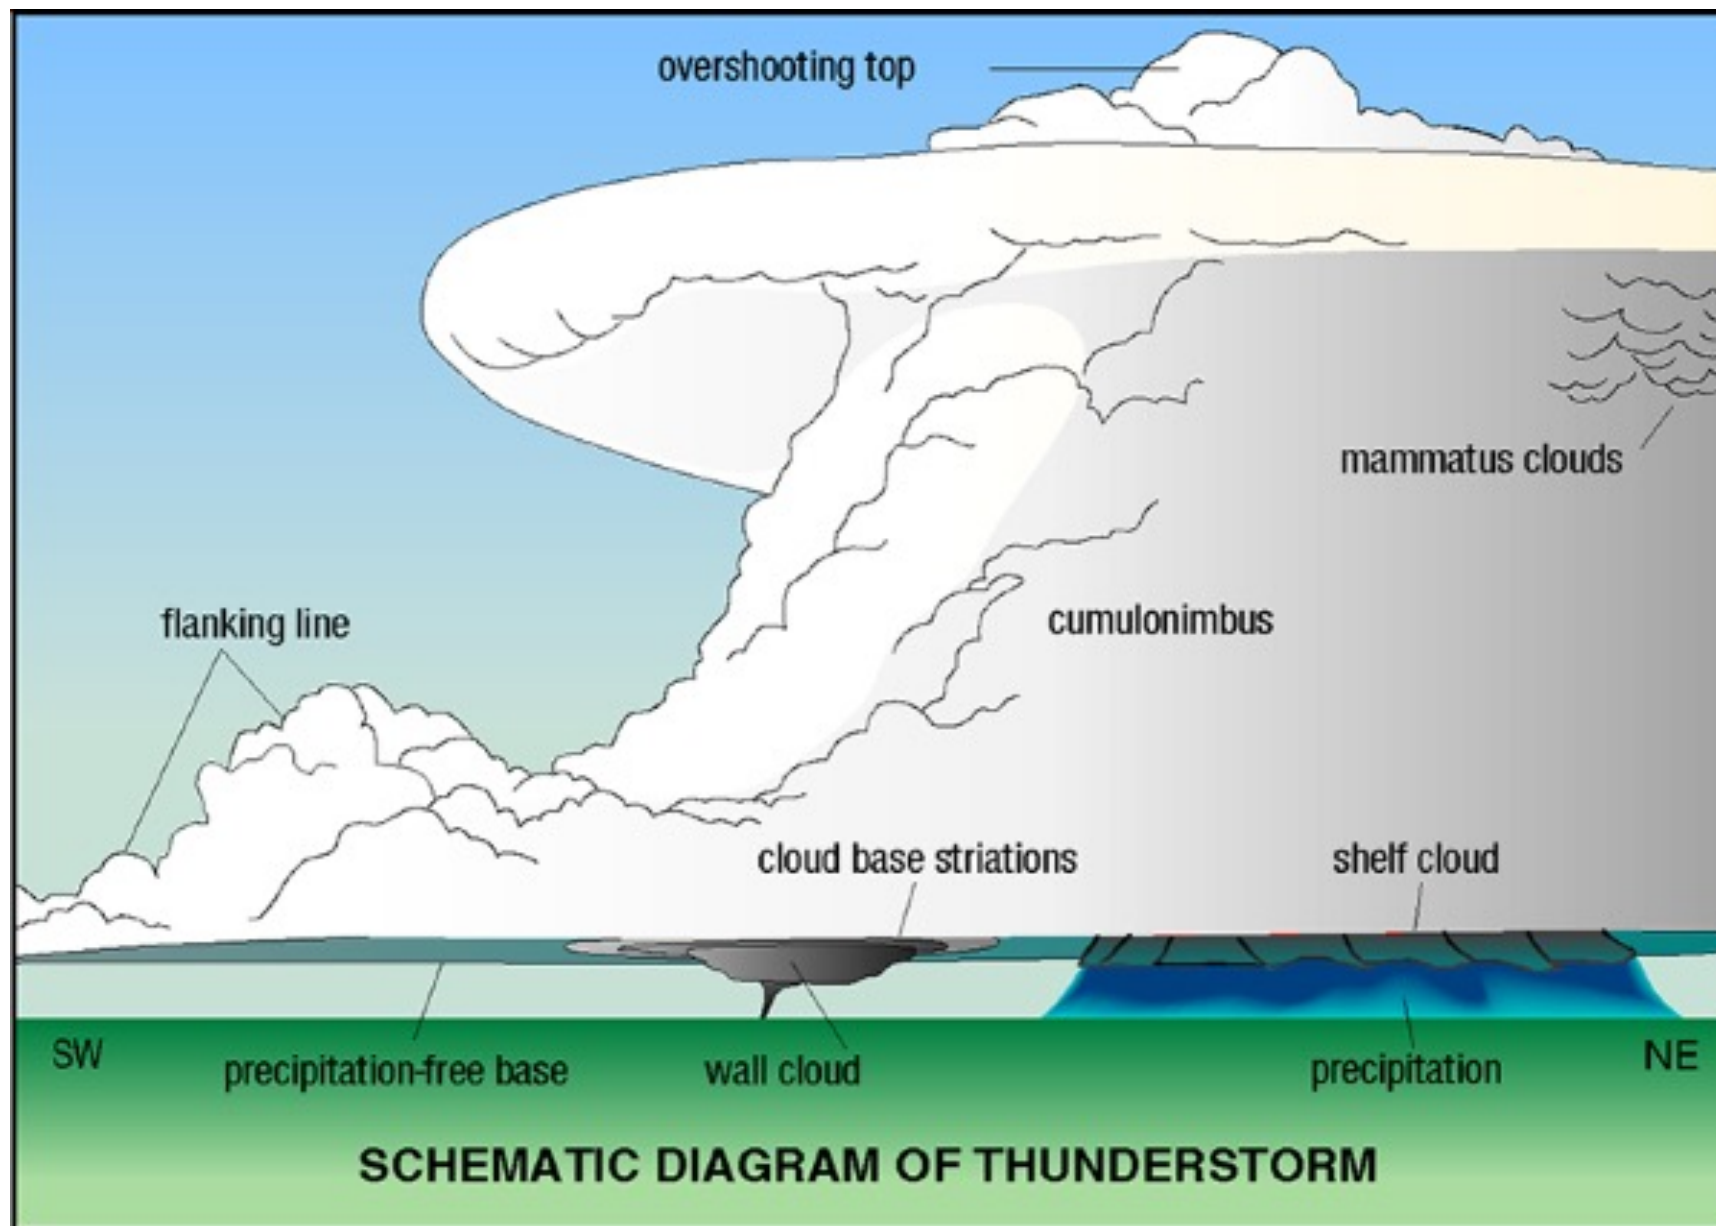 overshooting top
mammatus clouds
flanking line
cumulonimbus
cloud base striations
shelf cloud
SW
NE
precipitation-free base
wall cloud
precipitation
SCHEMATIC DIAGRAM OF THUNDERSTORM